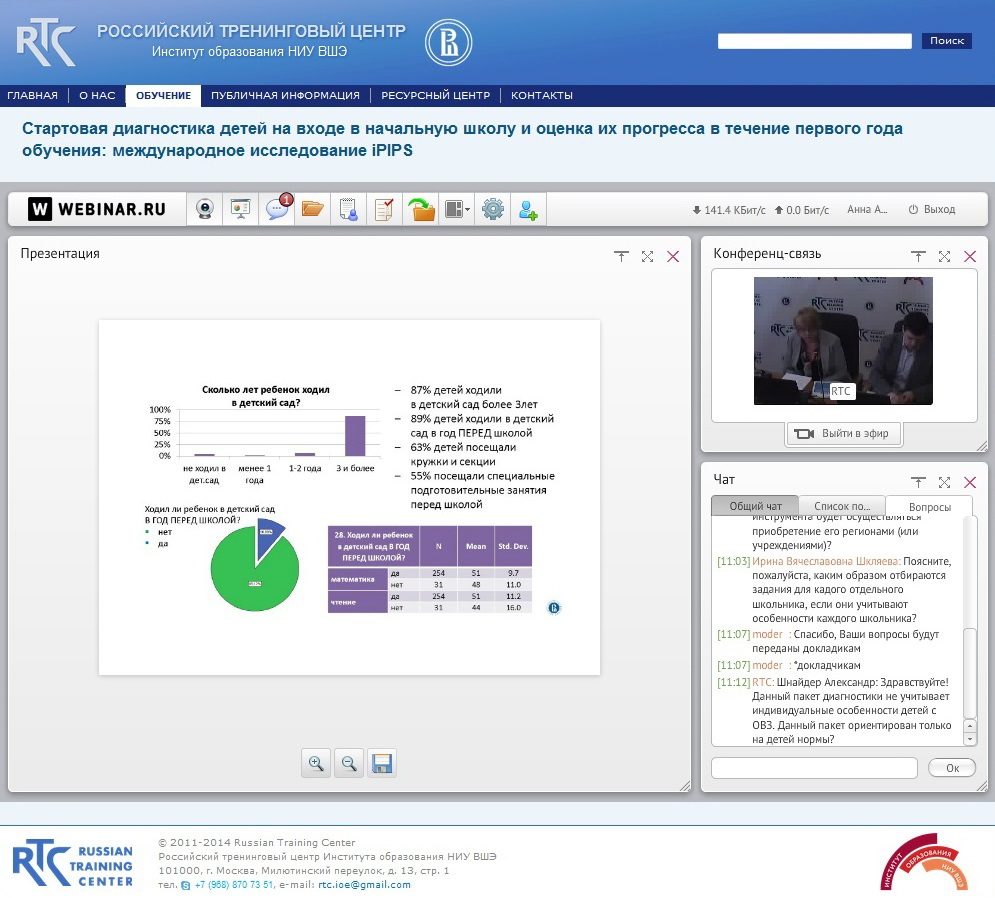 RTC
РОССИЙСКИЙ ТРЕНИНГОВЫЙ ЦЕНТР
Институт образования НИУ ВШЭ
Поиск
ГЛАВНАЯ
О НАС
ОБУЧЕНИЕ
ПУБЛИЧНАЯ ИНФОРМАЦИЯ
РЕСУРСНЫЙ ЦЕНТР
КОНТАКТЫ
Стартовая диагностика детей на входе в начальную школу и оценка их прогресса в течение первого года
обучения: международное исследование iPIPS
W WEBINAR.RU
1
141.4 КБит/с
0.0 Бит/с
Анна А...
Выход
Презентация
Сколько лет ребенок ходил
в детский сад?
100%
75%
50%
25%
0%
не ходил в дет.сад
менее 1 года
1-2 года
3 и более
– 87% детей ходили
в детский сад более 3лет
– 89% детей ходили в детский
сад в год ПЕРЕД школой
– 63% детей посещали
кружки и секции
– 55% посещали специальные
подготовительные занятия
перед школой
Ходил ли ребенок в детский сад
В ГОД ПЕРЕД ШКОЛОЙ?
нет
да
28. Ходил ли ребенок в детский сад В ГОД ПЕРЕД ШКОЛОЙ? N Mean Std. Dev.
математика да 254 51 9.7
нет 31 48 11.0
чтение да 254 51 11.2
нет 31 44 16.0
Конференц-связь
RTC
Выйти в эфир
Чат
Общий чат
Список по...
Вопросы
инструмента будет осуществляться
приобретение его регионами (или
учреждениями)?
[11:03] Ирина Вячеславовна Шкляева: Поясните,
пожалуйста, каким образом отбираются
задания для кадого отдельного
школьника, если они учитывают
особенности каждого школьника?
[11:07] moder : Спасибо, Ваши вопросы будут
переданы докладикам
[11:07] moder : *докладчикам
[11:12] RTC: Шнайдер Александр: Здравствуйте!
Данный пакет диагностики не учитывает
индивидуальные особенности детей с
ОВЗ. Данный пакет ориентирован только
на детей нормы?
Ок
RTC RUSSIAN
TRAINING
CENTER
© 2011-2014 Russian Training Center
Российский тренинговый центр Института образования НИУ ВШЭ
101000, г. Москва, Милютинский переулок, д. 13, стр. 1
тел. +7 (968) 870 73 51, e-mail: rtc.ioe@gmail.com
ИНСТИТУТ
ОБРАЗОВАНИЯ
НИУ ВШЭ